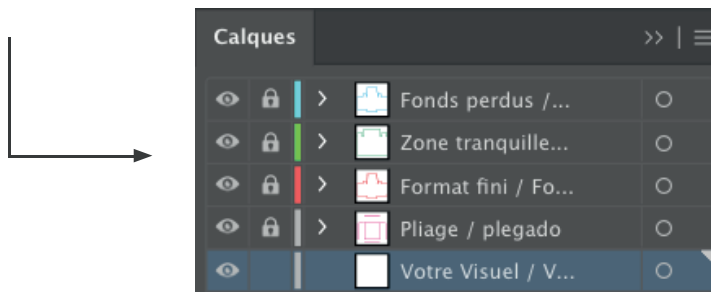 Calques
Fonds perdus /...
Zone tranquille...
Format fini / Fo...
Pliage / plegado
Votre Visuel / V...